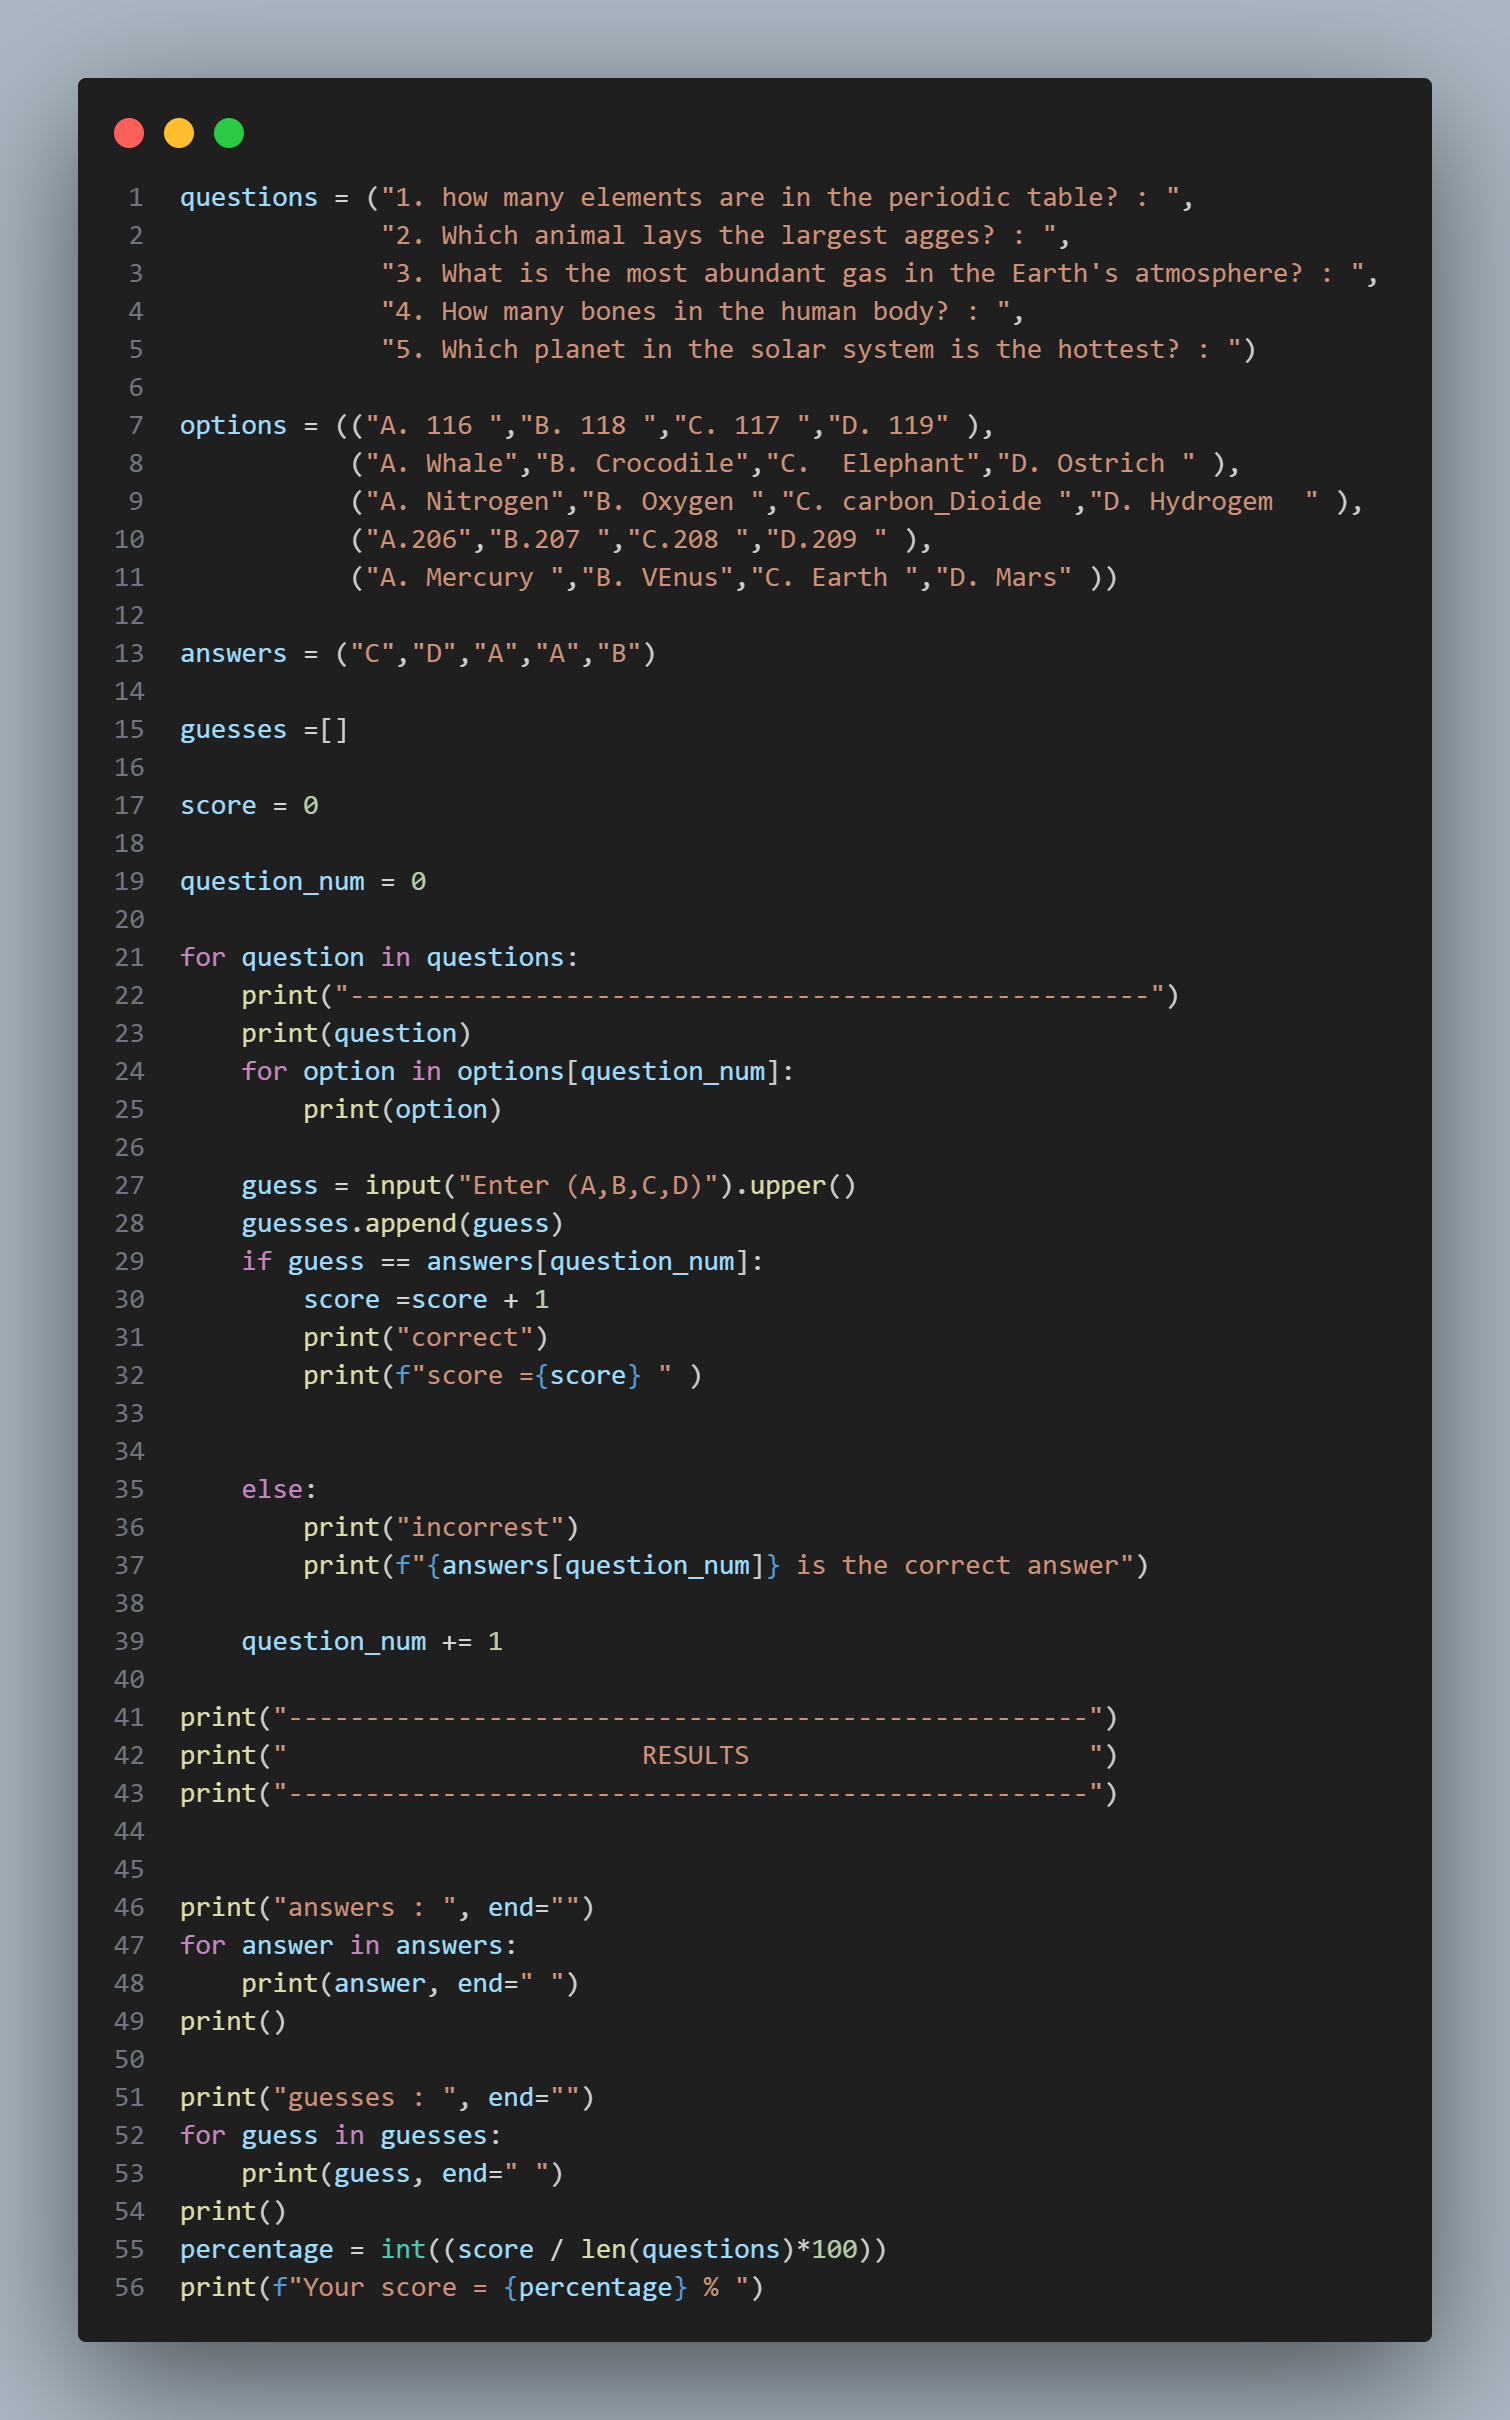 1 questions = ("1. how many elements are in the periodic table? : ",
2              "2. Which animal lays the largest agges? : ",
3              "3. What is the most abundant gas in the Earth's atmosphere? : ",
4              "4. How many bones in the human body? : ",
5              "5. Which planet in the solar system is the hottest? : ")
6
7 options = (("A. 116 ","B. 118 ","C. 117 ","D. 119" ),
8            ("A. Whale","B. Crocodile","C.  Elephant","D. Ostrich " ),
9            ("A. Nitrogen","B. Oxygen ","C. carbon_Dioide ","D. Hydrogem  " ),
10            ("A.206","B.207 ","C.208 ","D.209 " ),
11            ("A. Mercury ","B. VEnus","C. Earth ","D. Mars" ))
12
13 answers = ("C","D","A","A","B")
14
15 guesses =[]
16
17 score = 0
18
19 question_num = 0
20
21 for question in questions:
22     print("----------------------------------------------------")
23     print(question)
24     for option in options[question_num]:
25         print(option)
26
27     guess = input("Enter (A,B,C,D)").upper()
28     guesses.append(guess)
29     if guess == answers[question_num]:
30         score =score + 1
31         print("correct")
32         print(f"score ={score} " )
33
34
35     else:
36         print("incorrest")
37         print(f"{answers[question_num]} is the correct answer")
38
39     question_num += 1
40
41 print("----------------------------------------------------")
42 print("                       RESULTS                      ")
43 print("----------------------------------------------------")
44
45
46 print("answers : ", end="")
47 for answer in answers:
48     print(answer, end=" ")
49 print()
50
51 print("guesses : ", end="")
52 for guess in guesses:
53     print(guess, end=" ")
54 print()
55 percentage = int((score / len(questions)*100))
56 print(f"Your score = {percentage} % ")